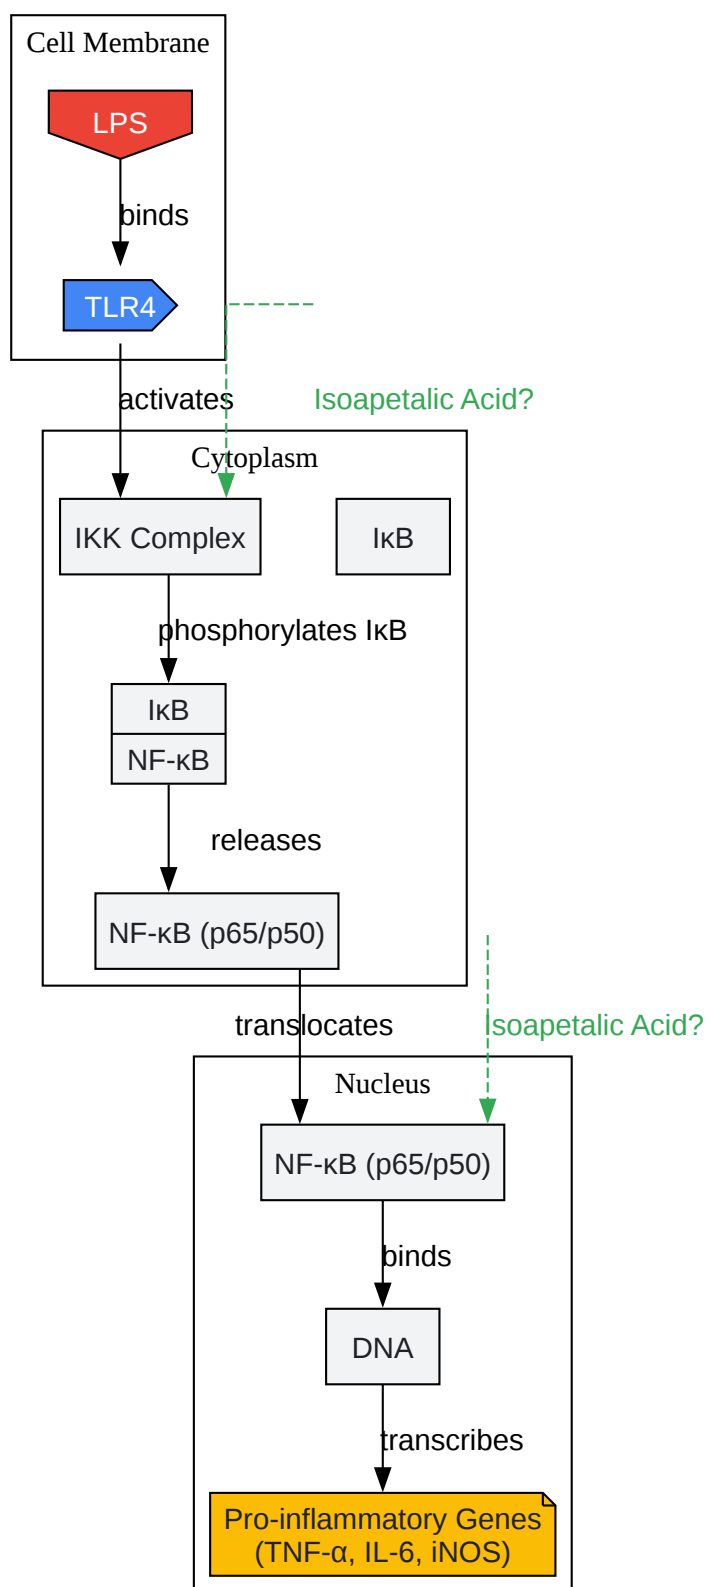 Cell Membrane
LPS
binds
TLR4
activates
Isoapetalic Acid?
Cytoplasm
IKK Complex
IκB
phosphorylates IκB
IκB
NF-κB
releases
NF-κB (p65/p50)
translocates
Isoapetalic Acid?
Nucleus
NF-κB (p65/p50)
binds
DNA
transcribes
Pro-inflammatory Genes
(TNF-α, IL-6, iNOS)